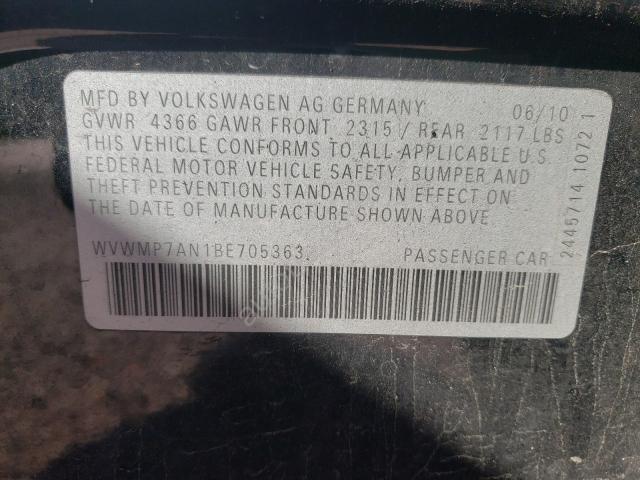 MFD BY VOLKSWAGEN AG GERMANY 06/10
GVWR 4366 GAWR FRONT 2315 / REAR 2117 LBS
THIS VEHICLE CONFORMS TO ALL APPLICABLE U.S.
FEDERAL MOTOR VEHICLE SAFETY, BUMPER AND
THEFT PREVENTION STANDARDS IN EFFECT ON
THE DATE OF MANUFACTURE SHOWN ABOVE.
WVWMP7AN1BE705363 PASSENGER CAR
2445714 1072 1